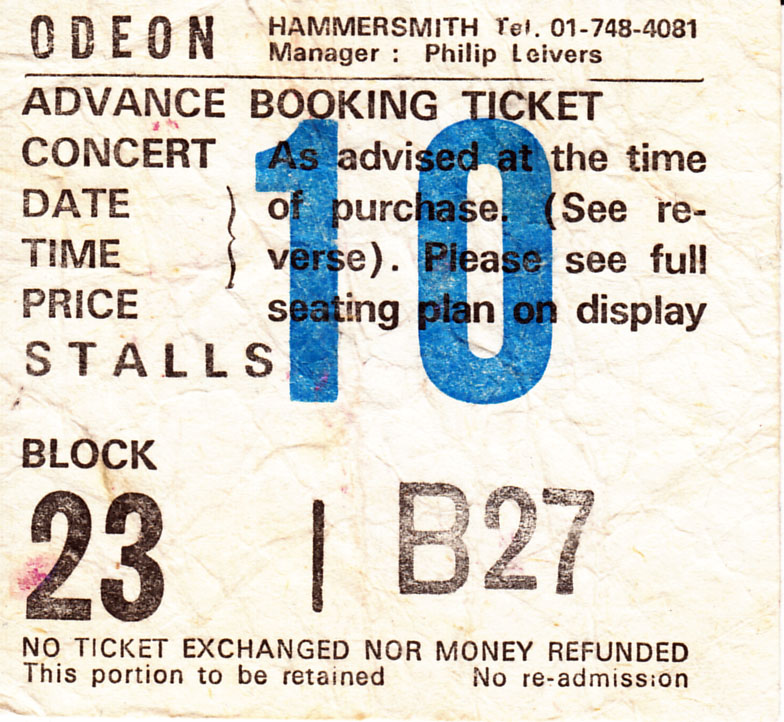 ODEON HAMMERSMITH Tel. 01-748-4081
Manager : Philip Leivers
ADVANCE BOOKING TICKET
CONCERT As advised at the time
DATE of purchase. (See re-
TIME verse). Please see full
PRICE seating plan on display
STALLS
10
BLOCK
23 | B27
NO TICKET EXCHANGED NOR MONEY REFUNDED
This portion to be retained No re-admission